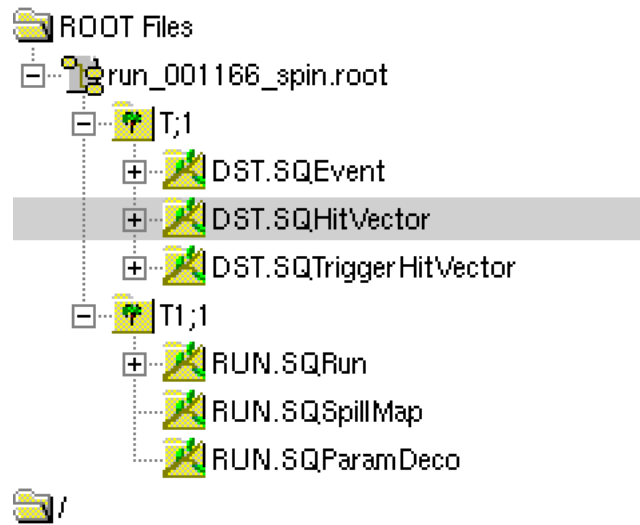 ROOT Files
run_001166_spin.root
T;1
DST.SQEvent
DST.SQHitVector
DST.SQTriggerHitVector
T1;1
RUN.SQRun
RUN.SQSpillMap
RUN.SQParamDeco
/